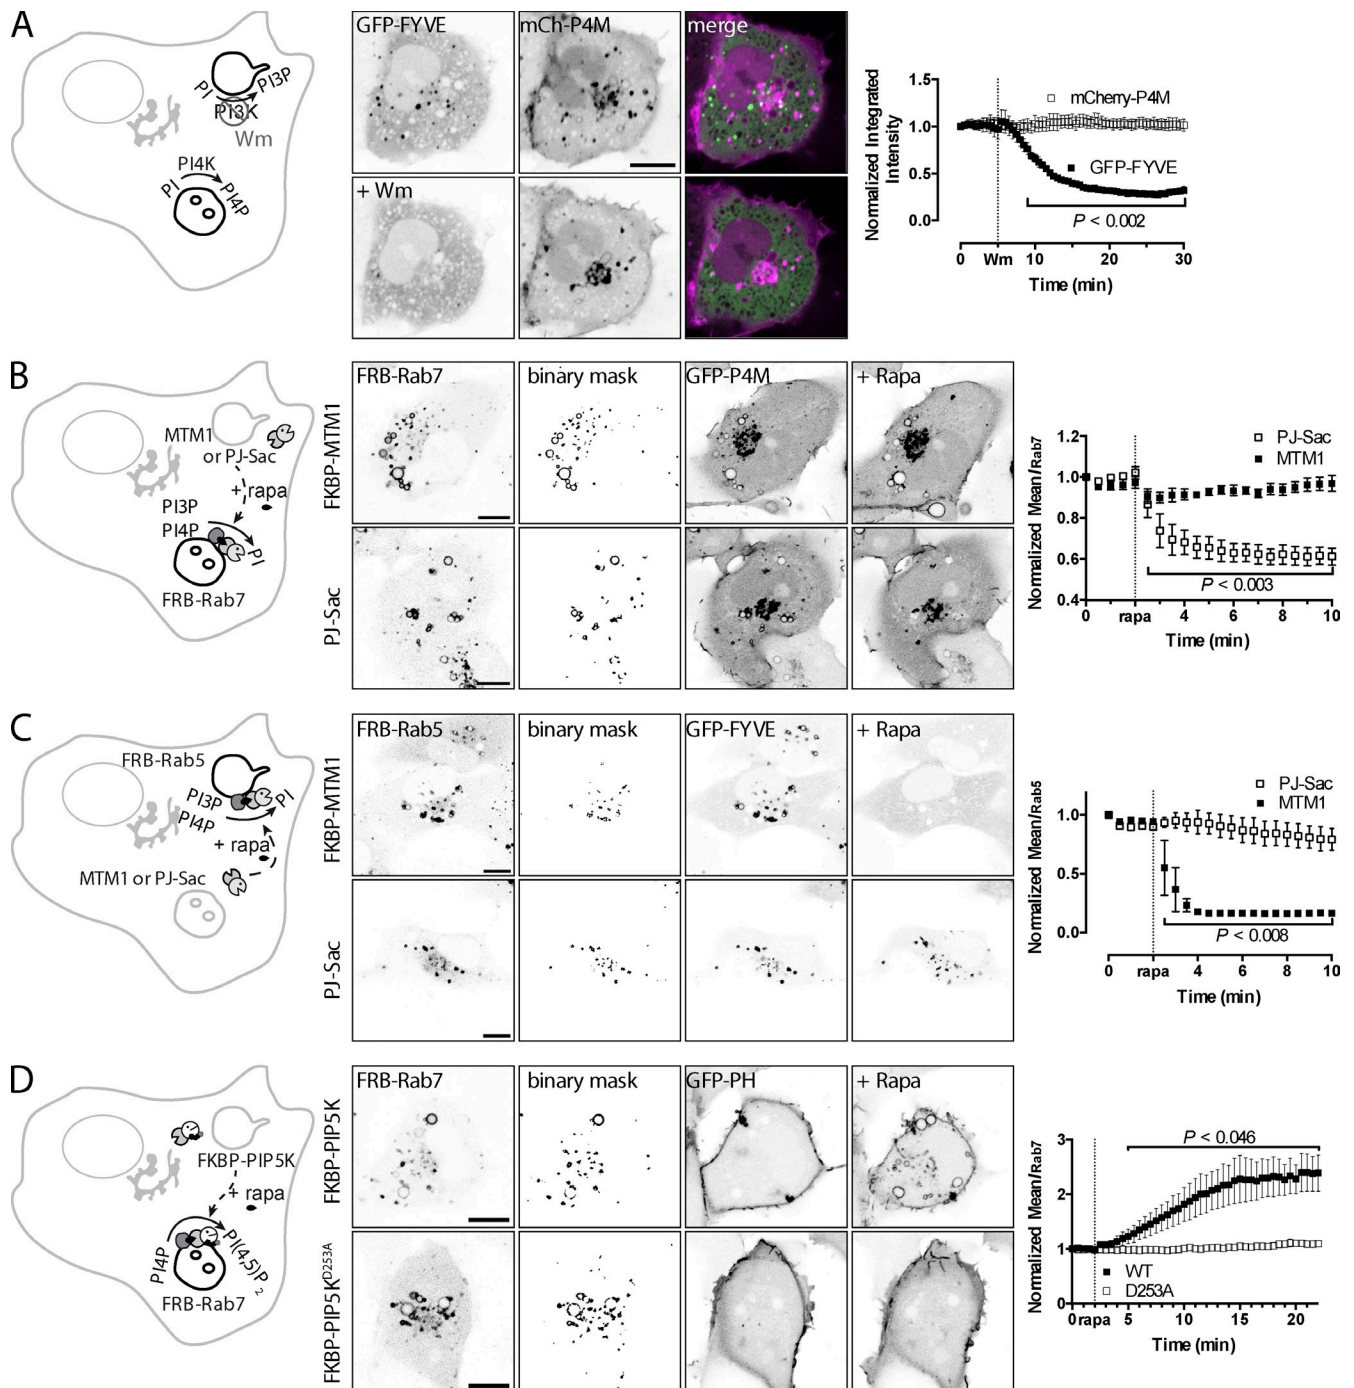 A
PI
PI3P
PI3K
Wm
PI4K
PI
PI4P
GFP-FYVE
mCh-P4M
merge
+ Wm
Normalized Integrated
Intensity
1.5
1.0
0.5
0.0
mCherry-P4M
GFP-FYVE
P < 0.002
0
Wm
10
20
30
Time (min)
B
MTM1
or PJ-Sac
+ rapa
PI3P
PI4P
PI
FRB-Rab7
FKBP-MTM1
PJ-Sac
FRB-Rab7
binary mask
GFP-P4M
+ Rapa
Normalized Mean/Rab7
1.2
1.0
0.8
0.6
0.4
PJ-Sac
MTM1
P < 0.003
0
rapa
4
6
8
10
Time (min)
C
FRB-Rab5
PI3P
PI4P
PI
+ rapa
MTM1 or PJ-Sac
FKBP-MTM1
PJ-Sac
FRB-Rab5
binary mask
GFP-FYVE
+ Rapa
Normalized Mean/Rab5
1.0
0.5
0.0
PJ-Sac
MTM1
P < 0.008
0
rapa
4
6
8
10
Time (min)
D
FKBP-PIP5K
+ rapa
PI4P
PI(4,5)P2
FRB-Rab7
FKBP-PIP5K
FKBP-PIP5K^D253A
FRB-Rab7
binary mask
GFP-PH
+ Rapa
Normalized Mean/Rab7
3
2
1
0
P < 0.046
WT
D253A
0
rapa
5
10
15
20
Time (min)